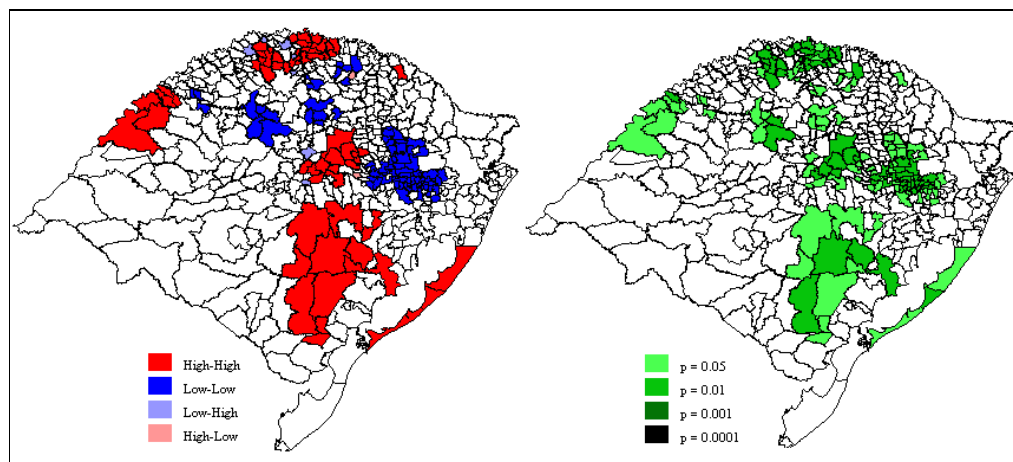 High-High
Low-Low
Low-High
High-Low
p = 0.05
p = 0.01
p = 0.001
p = 0.0001